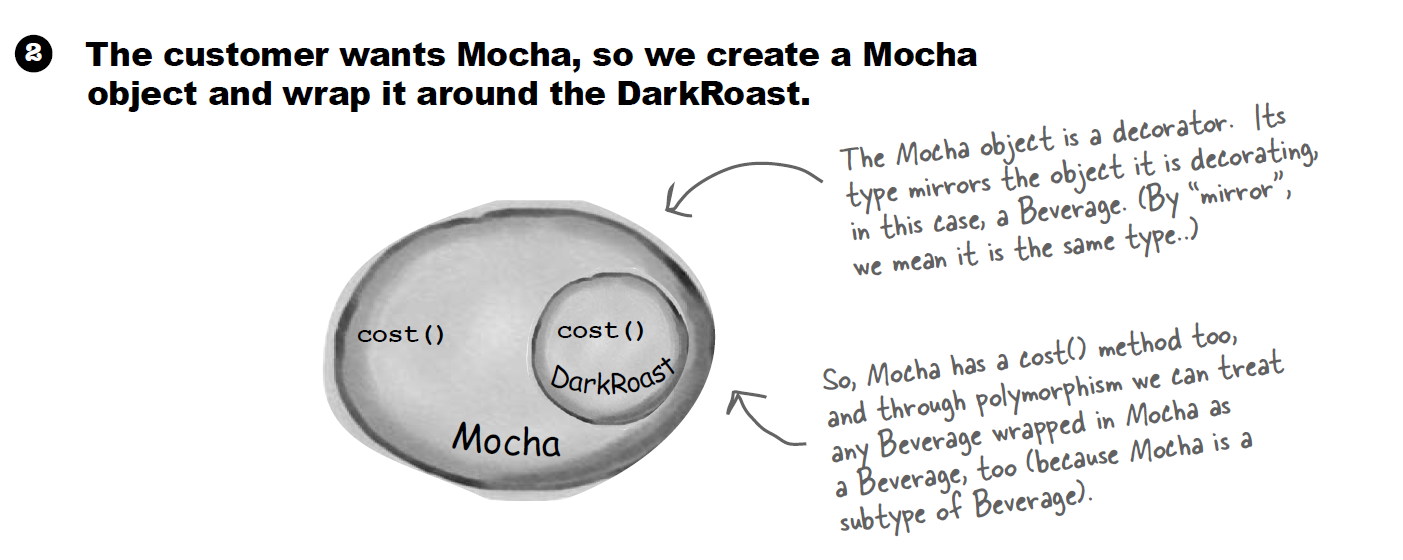 2 The customer wants Mocha, so we create a Mocha
object and wrap it around the DarkRoast.
The Mocha object is a decorator. Its
type mirrors the object it is decorating,
in this case, a Beverage. (By “mirror”,
we mean it is the same type..)
cost()
cost()
DarkRoast
Mocha
So, Mocha has a cost() method too,
and through polymorphism we can treat
any Beverage wrapped in Mocha as
a Beverage, too (because Mocha is a
subtype of Beverage).